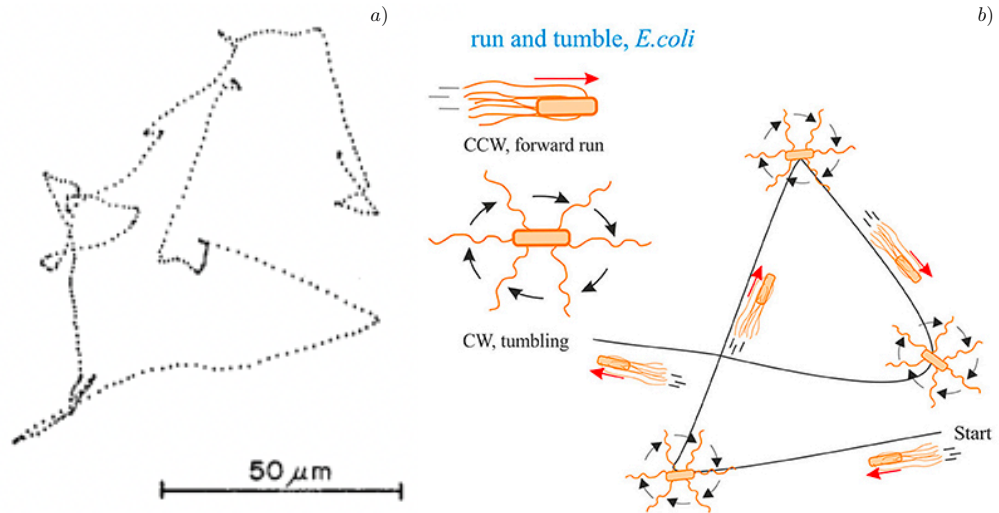 a)
50 μm
b)
run and tumble, E.coli
CCW, forward run
CW, tumbling
Start